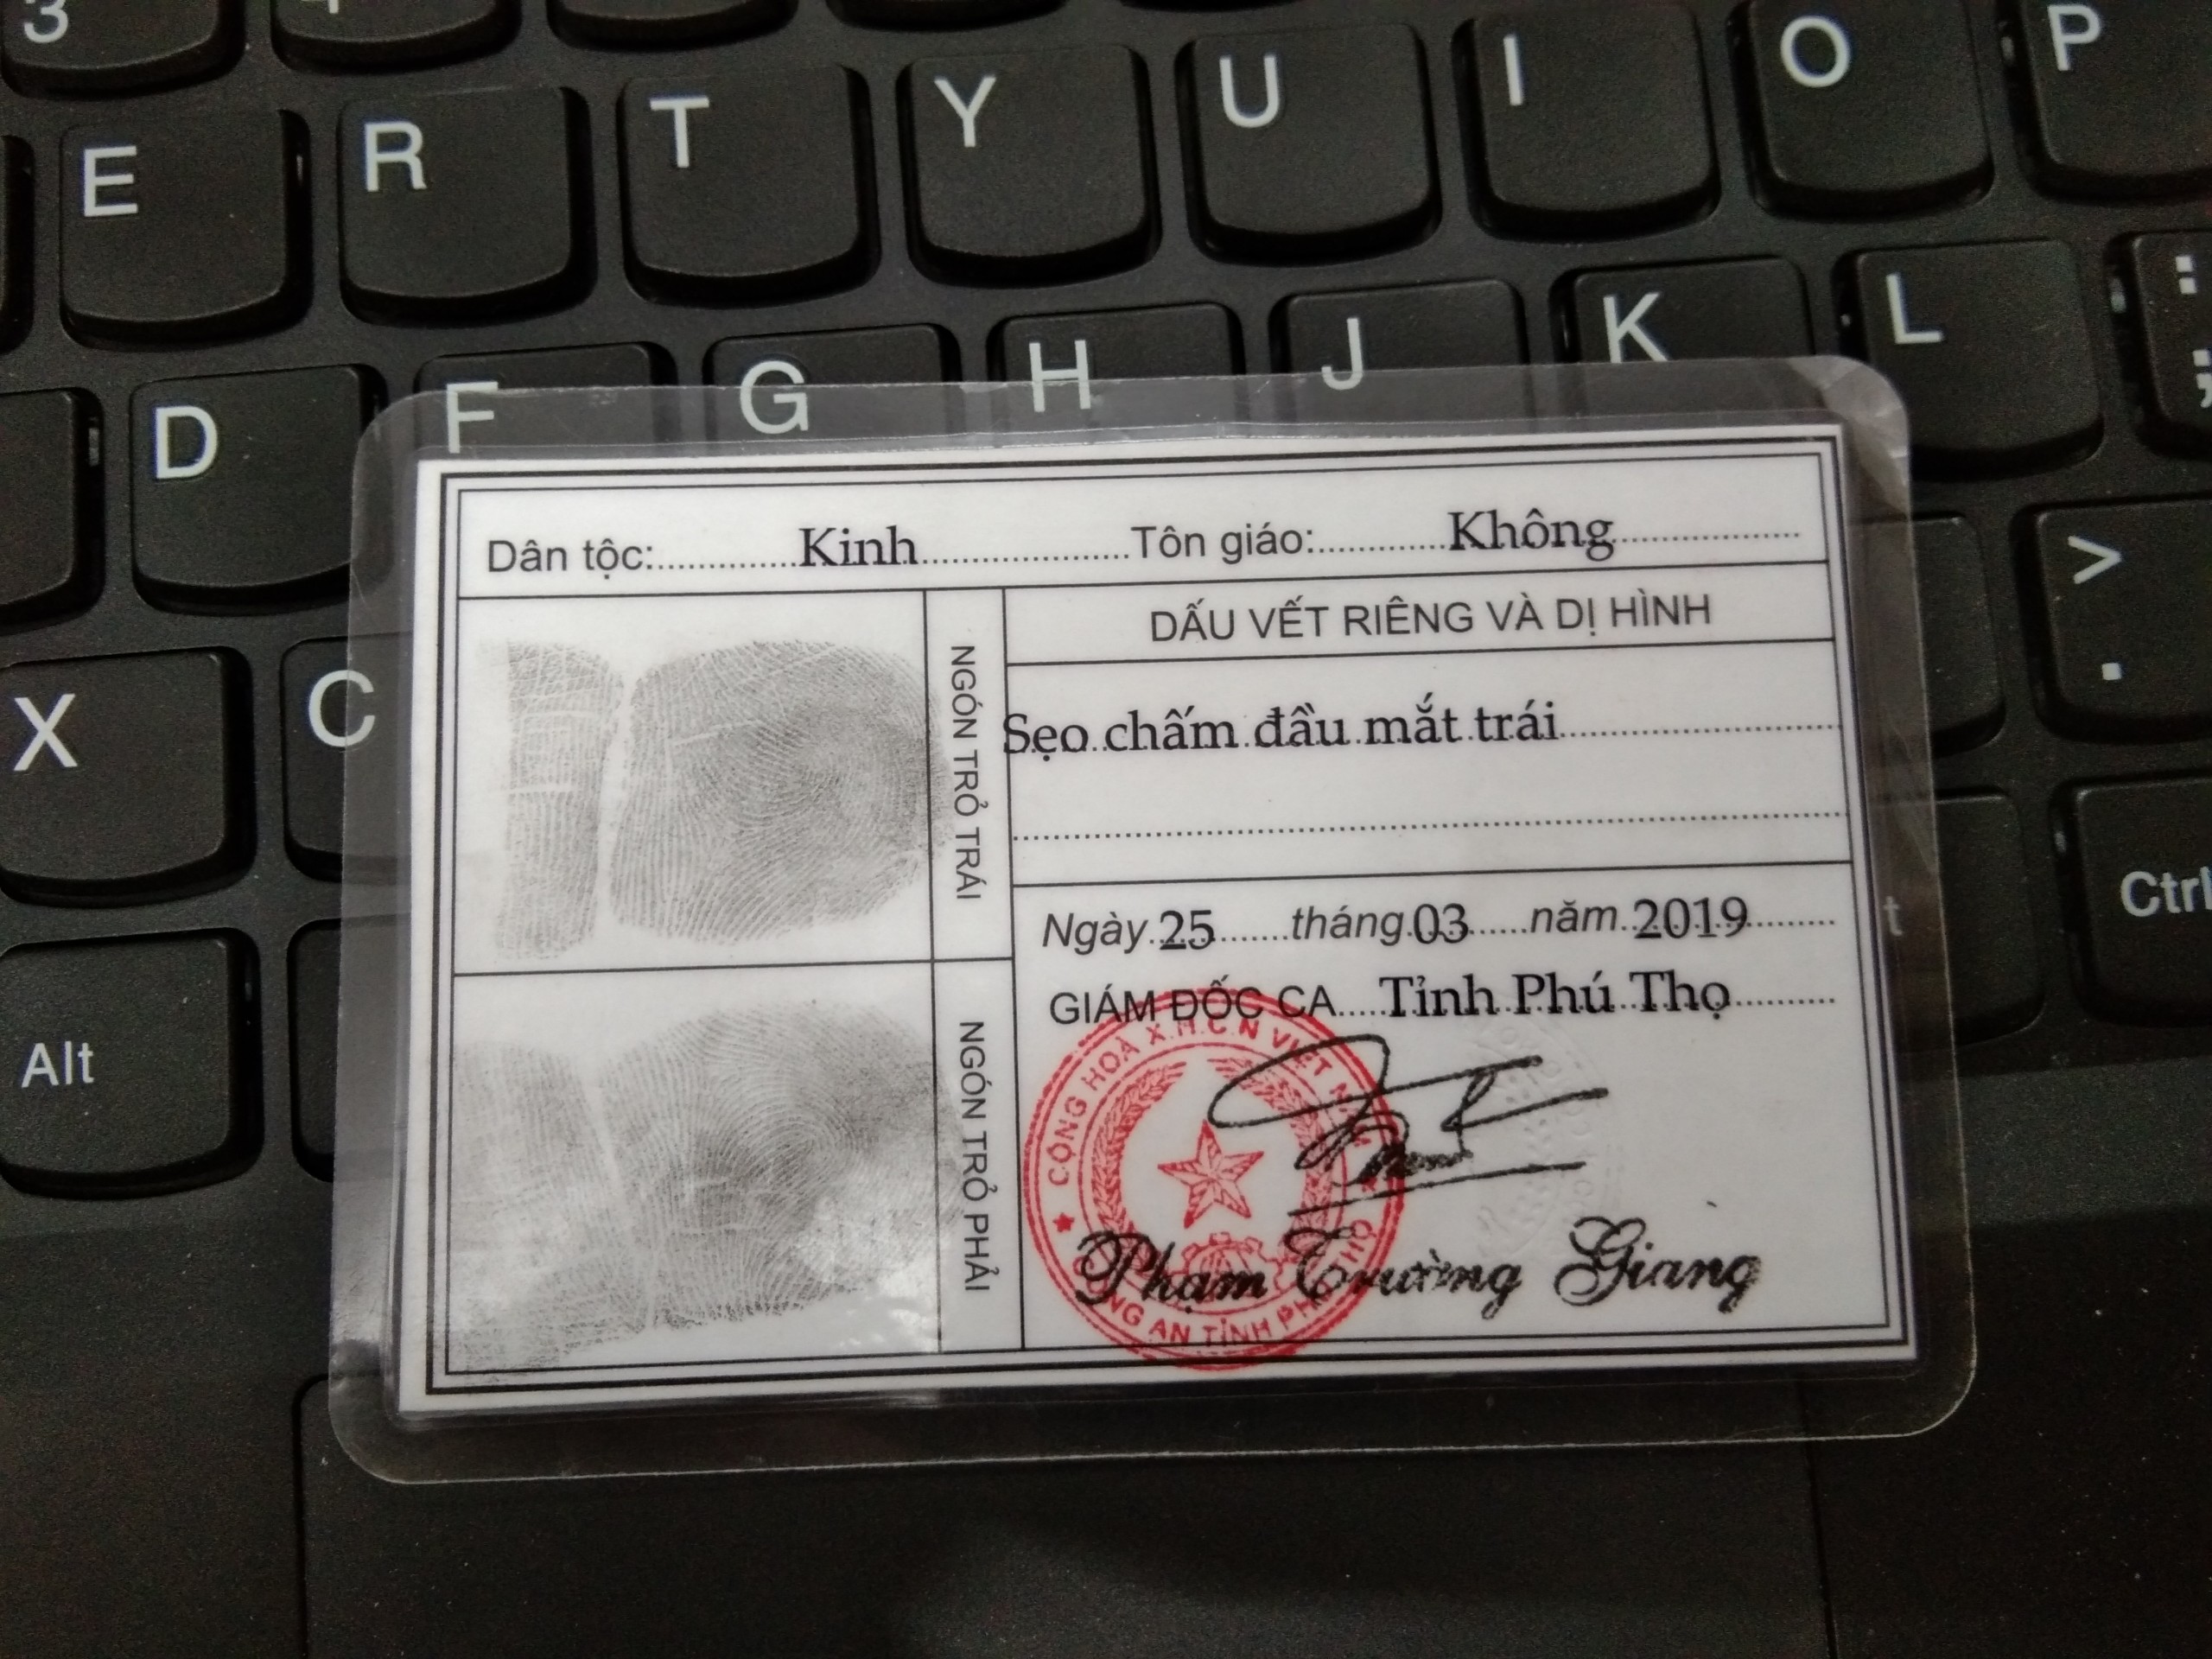 3
E R T Y U I O P
D F G H J K L :
;
X C > .
Alt Ctrl
t
Dân tộc:..............Kinh.....................Tôn giáo:.............Không..................
NGÓN TRỎ TRÁI
DẤU VẾT RIÊNG VÀ DỊ HÌNH
Sẹo chấm đầu mắt trái
Ngày 25 tháng 03 năm 2019
NGÓN TRỎ PHẢI
GIÁM ĐỐC CA Tỉnh Phú Thọ
CỘNG HOÀ X.H.C.N VIỆT NAM
CÔNG AN TỈNH PHÚ THỌ
Phạm Trường Giang